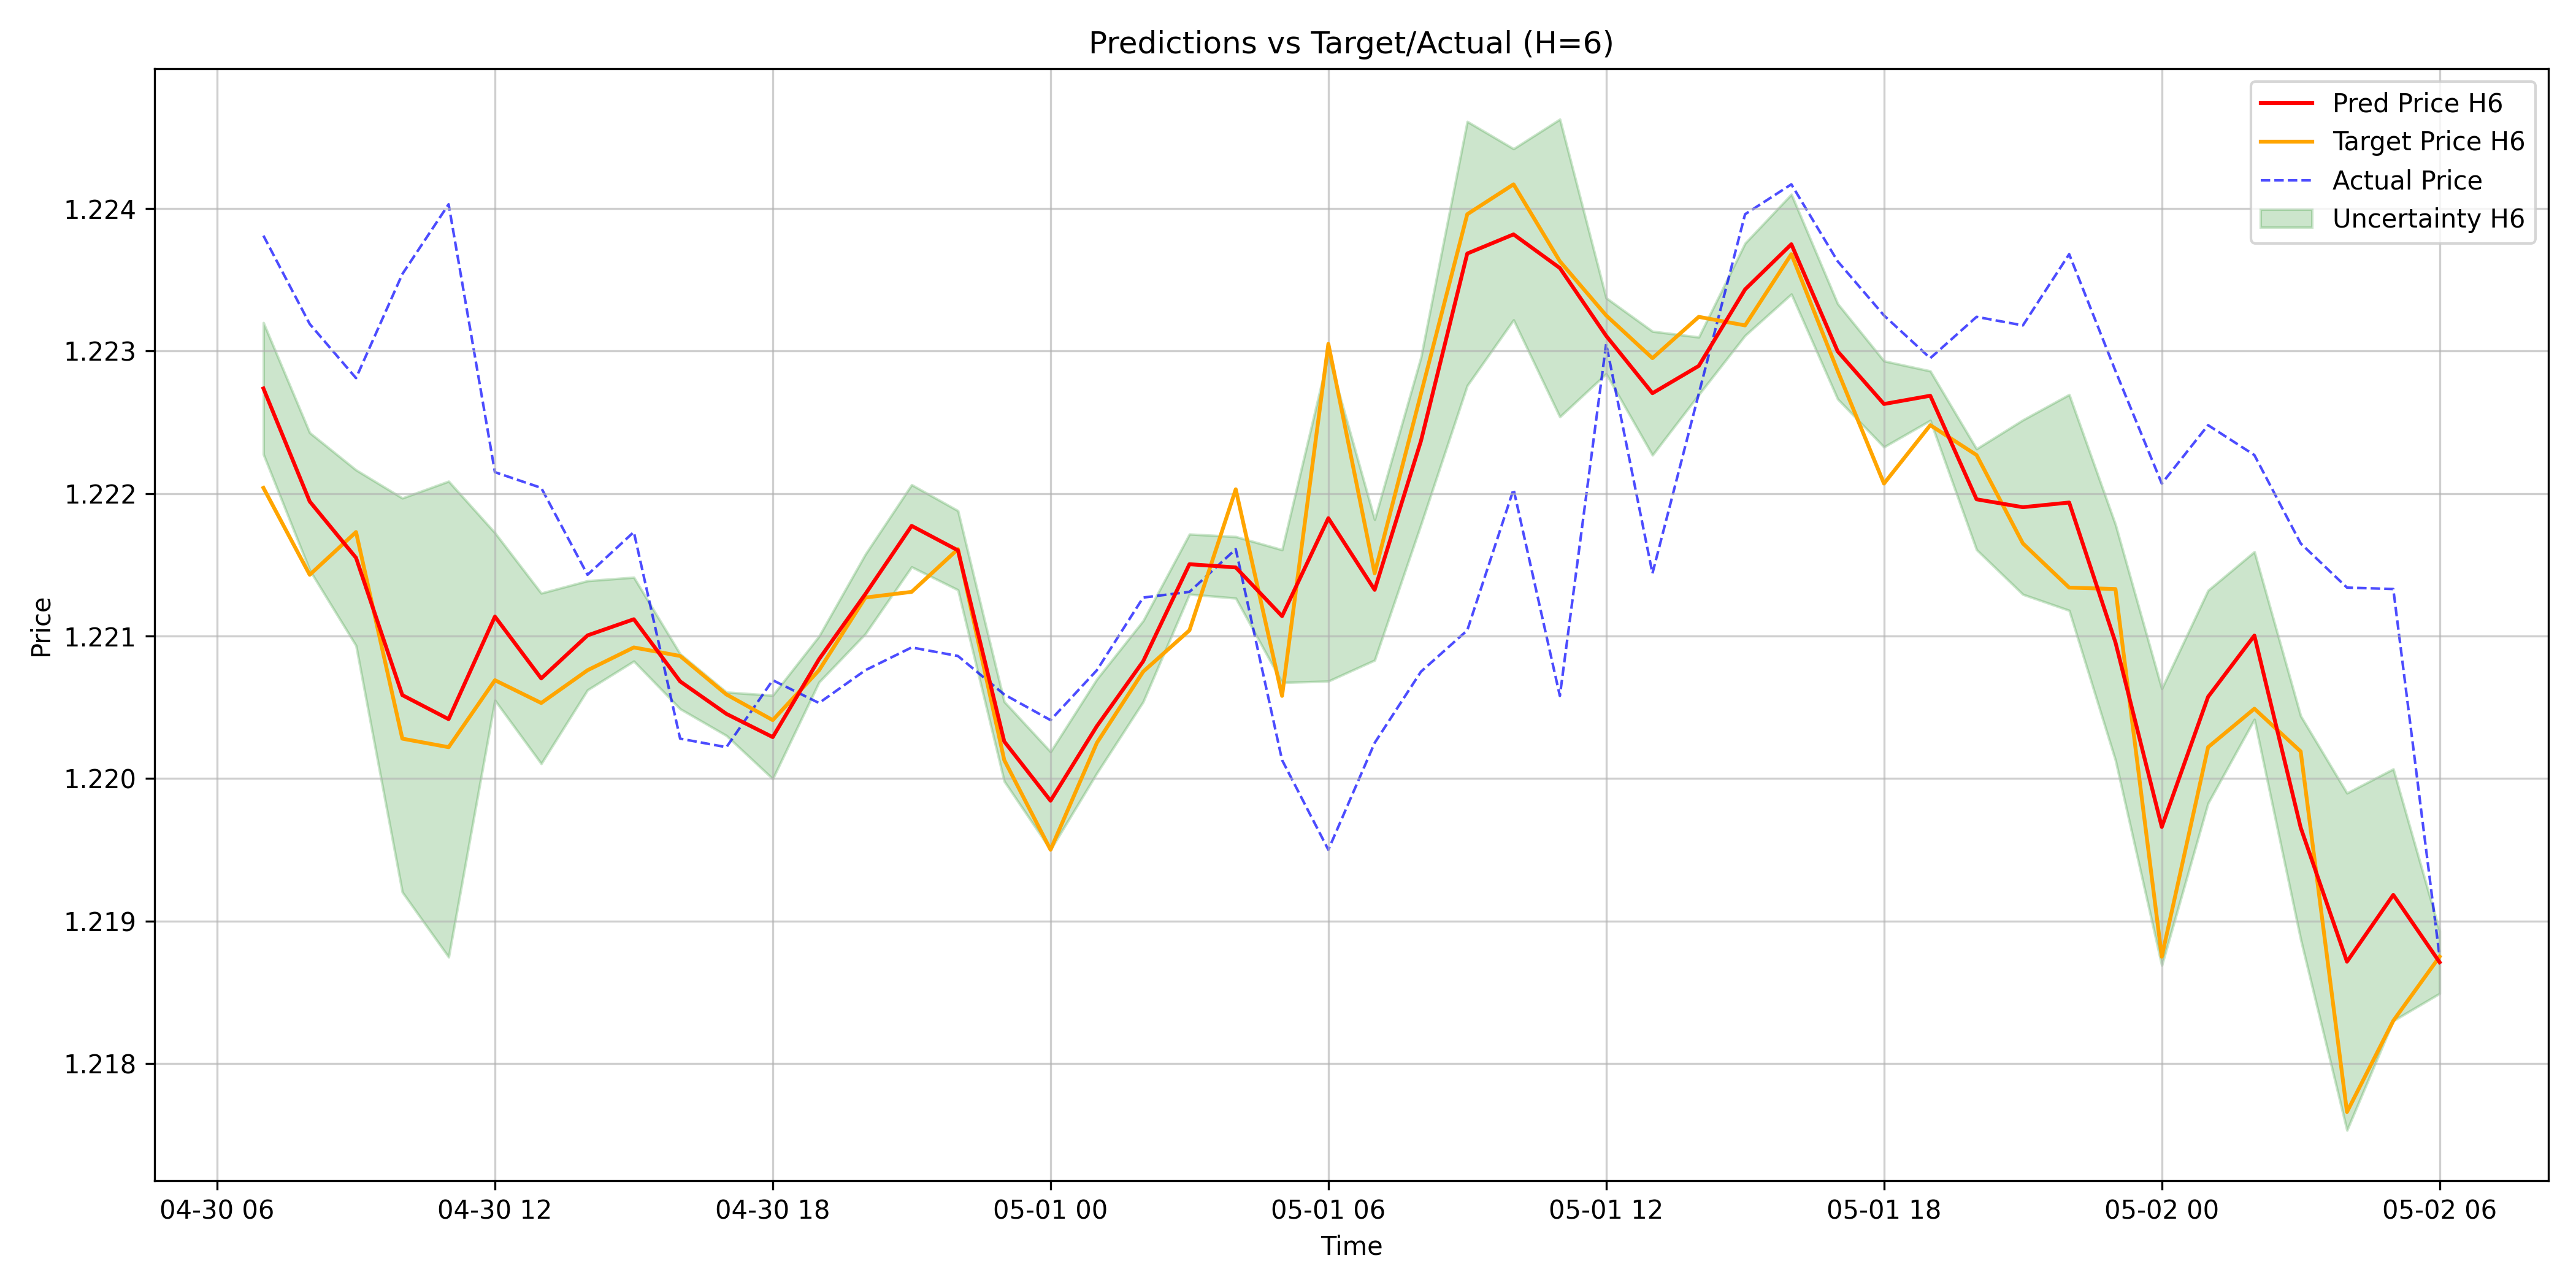 Predictions vs Target/Actual (H=6)
Pred Price H6
Target Price H6
Actual Price
Uncertainty H6
Price
1.224
1.223
1.222
1.221
1.220
1.219
1.218
04-30 06
04-30 12
04-30 18
05-01 00
05-01 06
05-01 12
05-01 18
05-02 00
05-02 06
Time